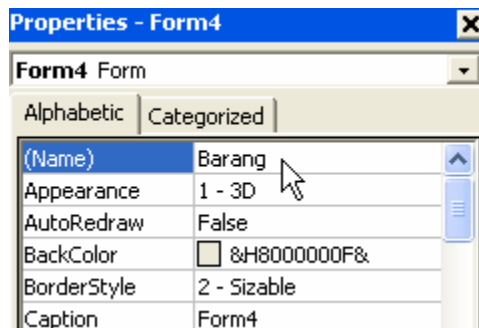 Properties - Form4
Form4 Form
Alphabetic Categorized
(Name) Barang
Appearance 1 - 3D
AutoRedraw False
BackColor &H8000000F&
BorderStyle 2 - Sizable
Caption Form4